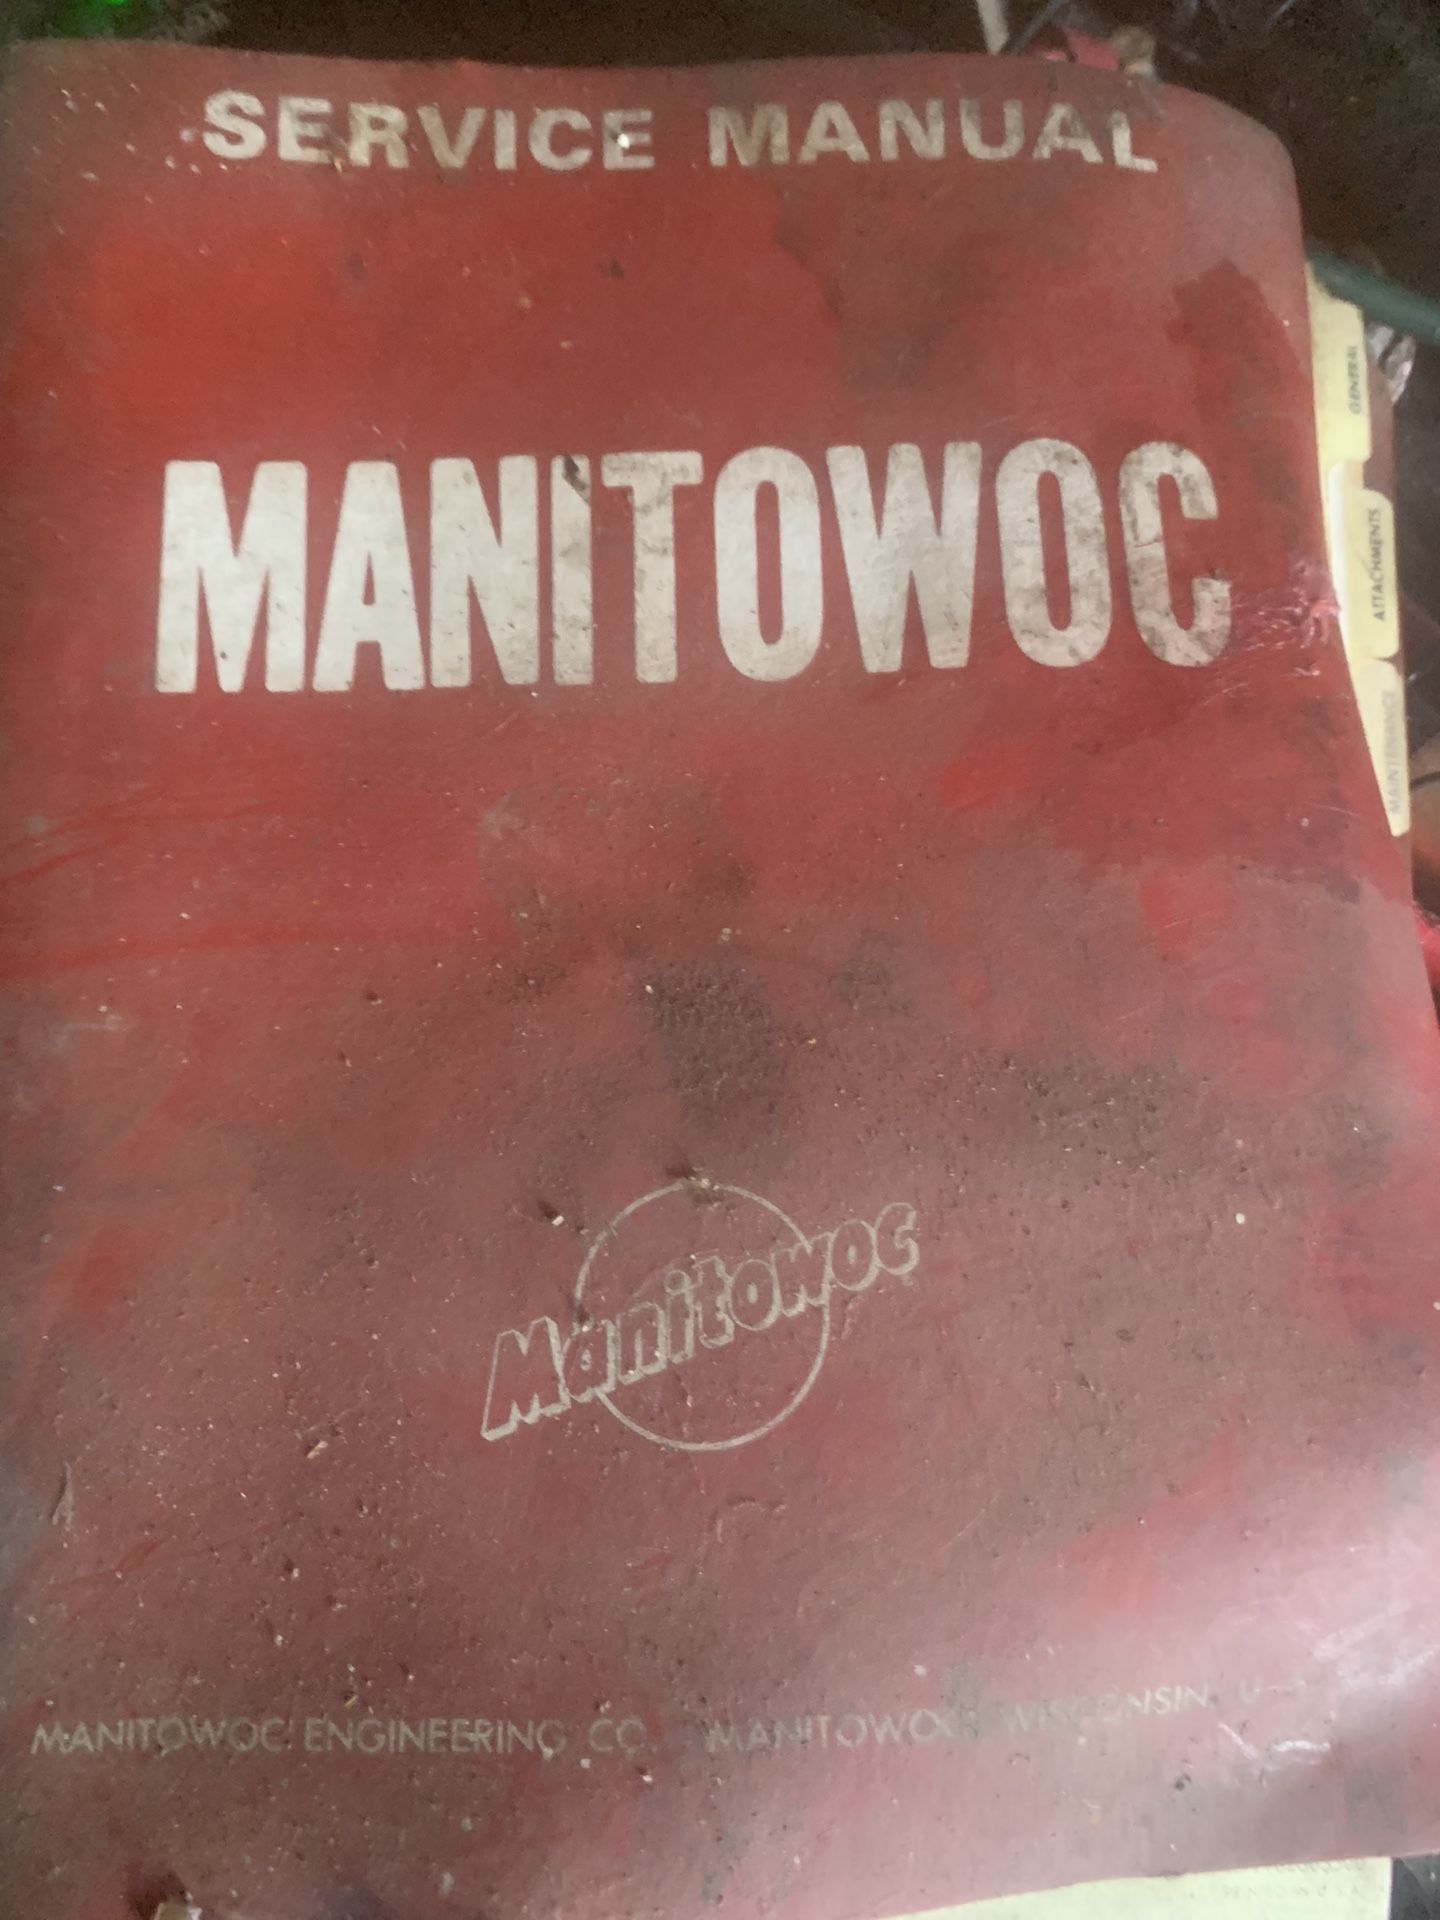 SERVICE MANUAL
MANITOWOC
Manitowoc
MANITOWOC ENGINEERING CO. MANITOWOC WISCONSIN
GENERAL
ATTACHMENTS
MAINTENANCE